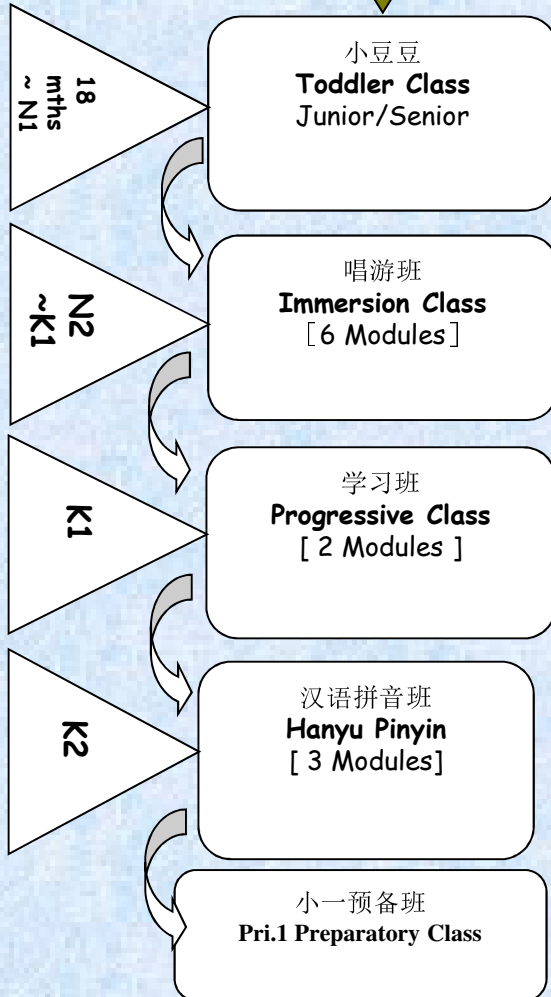 18
mths
~ N1
小豆豆
Toddler Class
Junior/Senior
N2
~K1
唱游班
Immersion Class
［6 Modules］
K1
学习班
Progressive Class
[ 2 Modules ]
K2
汉语拼音班
Hanyu Pinyin
[ 3 Modules]
小一预备班
Pri.1 Preparatory Class